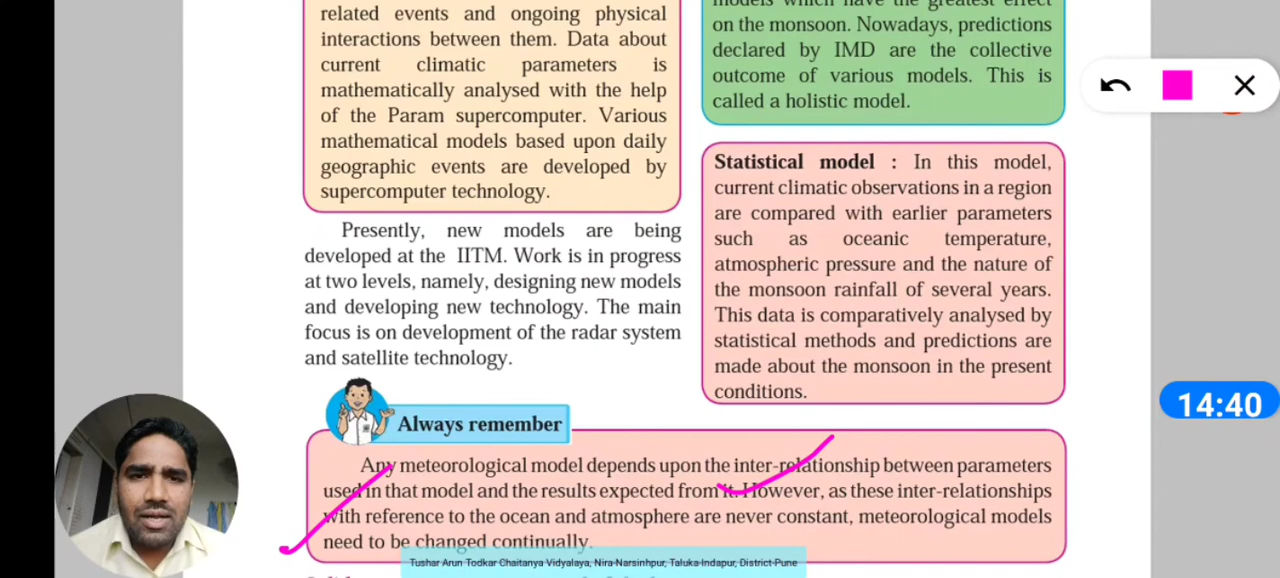 related events and ongoing physical
interactions between them. Data about
current climatic parameters is
mathematically analysed with the help
of the Param supercomputer. Various
mathematical models based upon daily
geographic events are developed by
supercomputer technology.
Presently, new models are being
developed at the IITM. Work is in progress
at two levels, namely, designing new models
and developing new technology. The main
focus is on development of the radar system
and satellite technology.
models which have the greatest effect
on the monsoon. Nowadays, predictions
declared by IMD are the collective
outcome of various models. This is
called a holistic model.
Statistical model : In this model,
current climatic observations in a region
are compared with earlier parameters
such as oceanic temperature,
atmospheric pressure and the nature of
the monsoon rainfall of several years.
This data is comparatively analysed by
statistical methods and predictions are
made about the monsoon in the present
conditions.
14:40
Always remember
Any meteorological model depends upon the inter-relationship between parameters
used in that model and the results expected from it. However, as these inter-relationships
with reference to the ocean and atmosphere are never constant, meteorological models
need to be changed continually.
Tushar Arun Todkar Chaitanya Vidyalaya, Nira-Narsinhpur, Taluka-Indapur, District-Pune